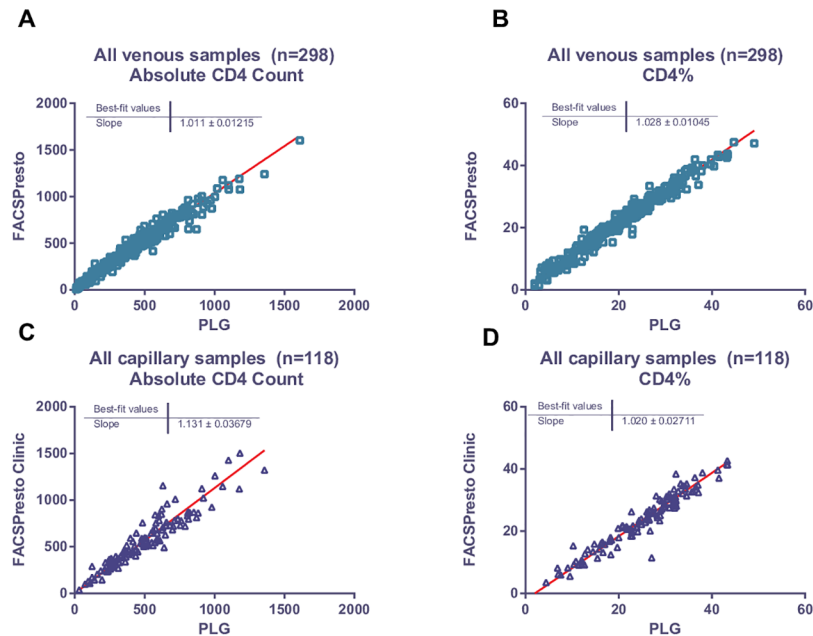 A
All venous samples (n=298)
Absolute CD4 Count
2000
1500
1000
500
0
FACSPresto
Best-fit values
Slope 1.011 ± 0.01215
0 500 1000 1500 2000
PLG
B
All venous samples (n=298)
CD4%
60
40
20
0
FACSPresto
Best-fit values
Slope 1.028 ± 0.01045
0 20 40 60
PLG
C
All capillary samples (n=118)
Absolute CD4 Count
2000
1500
1000
500
0
FACSPresto Clinic
Best-fit values
Slope 1.131 ± 0.03679
0 500 1000 1500 2000
PLG
D
All capillary samples (n=118)
CD4%
60
40
20
0
FACSPresto Clinic
Best-fit values
Slope 1.020 ± 0.02711
0 20 40 60
PLG